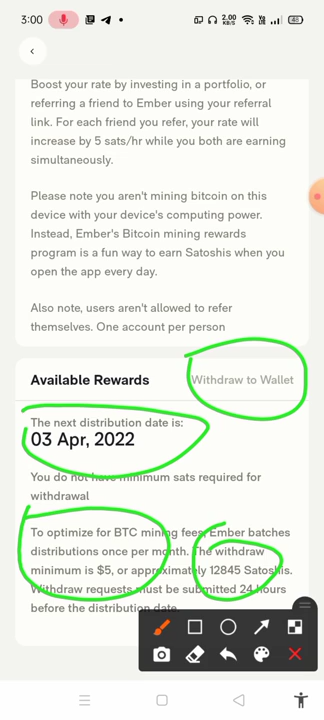 3:00
2.00
KB/S
48
Boost your rate by investing in a portfolio, or
referring a friend to Ember using your referral
link. For each friend you refer, your rate will
increase by 5 sats/hr while you both are earning
simultaneously.
Please note you aren't mining bitcoin on this
device with your device's computing power.
Instead, Ember's Bitcoin mining rewards
program is a fun way to earn Satoshis when you
open the app every day.
Also note, users aren't allowed to refer
themselves. One account per person
Available Rewards Withdraw to Wallet
The next distribution date is:
03 Apr, 2022
You do not have minimum sats required for
withdrawal
To optimize for BTC mining fees, Ember batches
distributions once per month. The withdraw
minimum is $5, or approximately 12845 Satoshis.
Withdraw requests must be submitted 24 hours
before the distribution date.